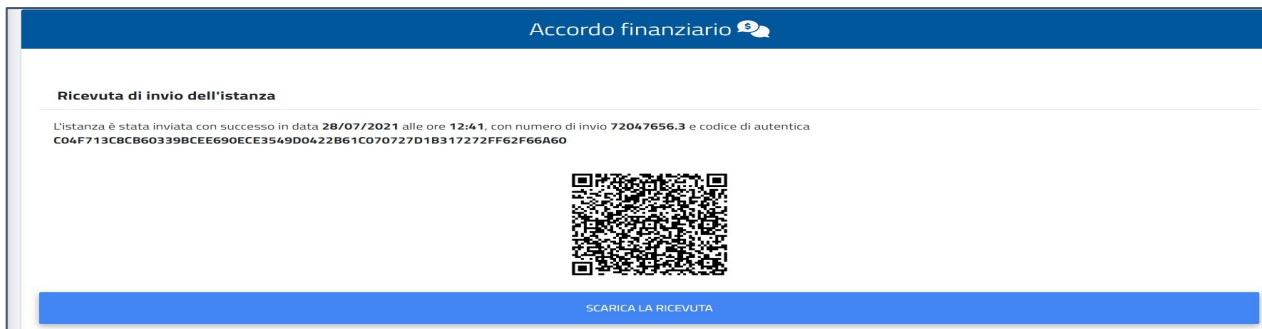 Accordo finanziario
Ricevuta di invio dell'istanza
L'istanza è stata inviata con successo in data 28/07/2021 alle ore 12:41, con numero di invio 72047656.3 e codice di autentica
C04F713C8CB60339BCEE690ECE3549D0422B61C070727D1B317272FF62F66A60
SCARICA LA RICEVUTA